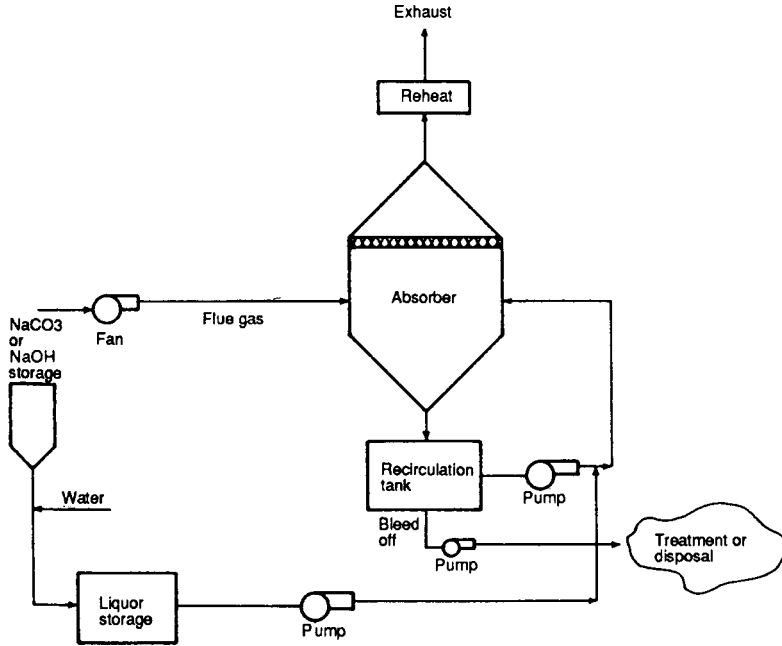 Exhaust
Reheat
Absorber
Flue gas
Fan
NaCO3
or
NaOH
storage
Water
Liquor
storage
Pump
Recirculation
tank
Pump
Bleed
off
Pump
Treatment or
disposal